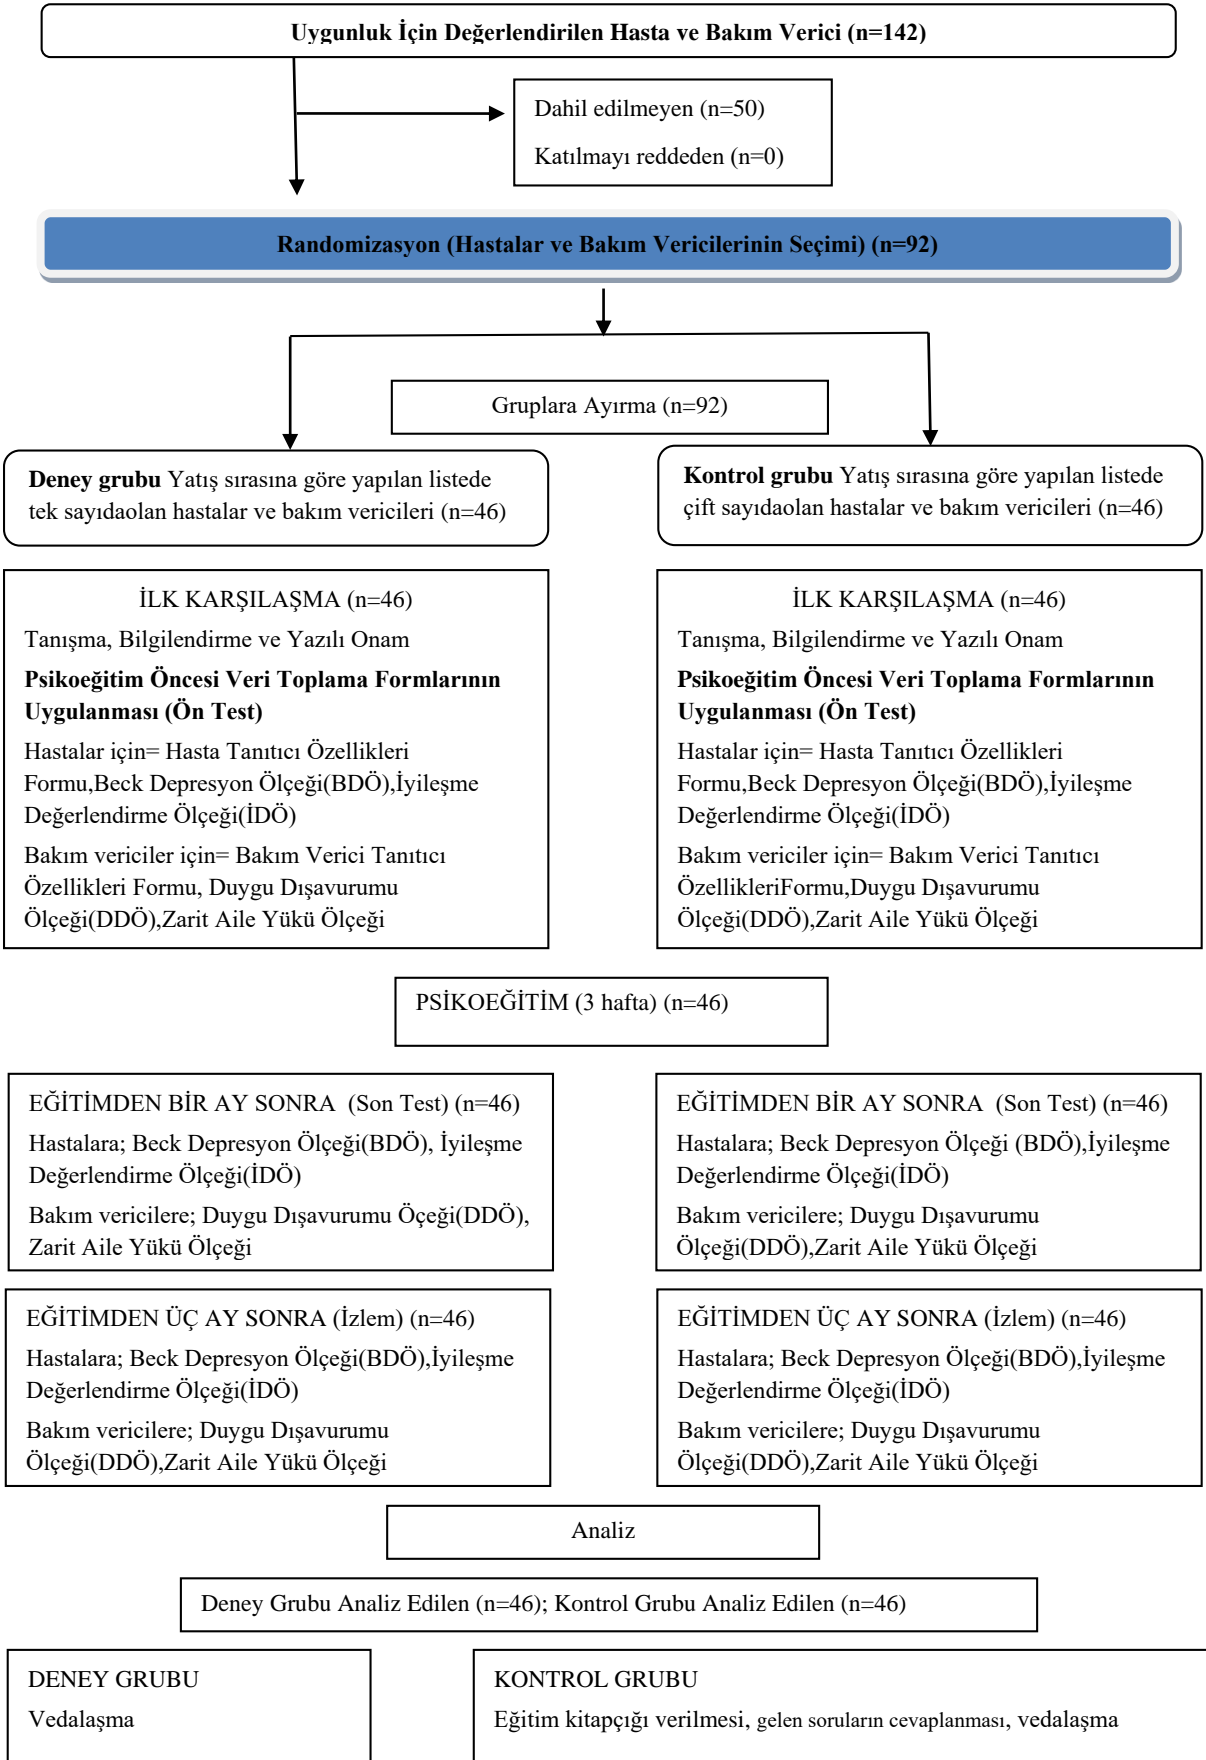 Uygunluk İçin Değerlendirilen Hasta ve Bakım Verici (n=142)
Dahil edilmeyen (n=50)
Katılmayı reddeden (n=0)
Randomizasyon (Hastalar ve Bakım Vericilerinin Seçimi) (n=92)
Gruplara Ayırma (n=92)
Deney grubu Yatış sırasına göre yapılan listede
tek sayıdaolan hastalar ve bakım vericileri (n=46)
Kontrol grubu Yatış sırasına göre yapılan listede
çift sayıdaolan hastalar ve bakım vericileri (n=46)
İLK KARŞILAŞMA (n=46)
Tanışma, Bilgilendirme ve Yazılı Onam
Psikoeğitim Öncesi Veri Toplama Formlarının
Uygulanması (Ön Test)
Hastalar için= Hasta Tanıtıcı Özellikleri
Formu,Beck Depresyon Ölçeği(BDÖ),İyileşme
Değerlendirme Ölçeği(İDÖ)
Bakım vericiler için= Bakım Verici Tanıtıcı
Özellikleri Formu, Duygu Dışavurumu
Ölçeği(DDÖ),Zarit Aile Yükü Ölçeği
İLK KARŞILAŞMA (n=46)
Tanışma, Bilgilendirme ve Yazılı Onam
Psikoeğitim Öncesi Veri Toplama Formlarının
Uygulanması (Ön Test)
Hastalar için= Hasta Tanıtıcı Özellikleri
Formu,Beck Depresyon Ölçeği(BDÖ),İyileşme
Değerlendirme Ölçeği(İDÖ)
Bakım vericiler için= Bakım Verici Tanıtıcı
ÖzellikleriFormu,Duygu Dışavurumu
Ölçeği(DDÖ),Zarit Aile Yükü Ölçeği
PSİKOEĞİTİM (3 hafta) (n=46)
EĞİTİMDEN BİR AY SONRA (Son Test) (n=46)
Hastalara; Beck Depresyon Ölçeği(BDÖ), İyileşme
Değerlendirme Ölçeği(İDÖ)
Bakım vericilere; Duygu Dışavurumu Öçeği(DDÖ),
Zarit Aile Yükü Ölçeği
EĞİTİMDEN BİR AY SONRA (Son Test) (n=46)
Hastalara; Beck Depresyon Ölçeği (BDÖ),İyileşme
Değerlendirme Ölçeği(İDÖ)
Bakım vericilere; Duygu Dışavurumu
Ölçeği(DDÖ),Zarit Aile Yükü Ölçeği
EĞİTİMDEN ÜÇ AY SONRA (İzlem) (n=46)
Hastalara; Beck Depresyon Ölçeği(BDÖ),İyileşme
Değerlendirme Ölçeği(İDÖ)
Bakım vericilere; Duygu Dışavurumu
Ölçeği(DDÖ),Zarit Aile Yükü Ölçeği
EĞİTİMDEN ÜÇ AY SONRA (İzlem) (n=46)
Hastalara; Beck Depresyon Ölçeği(BDÖ),İyileşme
Değerlendirme Ölçeği(İDÖ)
Bakım vericilere; Duygu Dışavurumu
Ölçeği(DDÖ),Zarit Aile Yükü Ölçeği
Analiz
Deney Grubu Analiz Edilen (n=46); Kontrol Grubu Analiz Edilen (n=46)
DENEY GRUBU
Vedalaşma
KONTROL GRUBU
Eğitim kitapçığı verilmesi, gelen soruların cevaplanması, vedalaşma